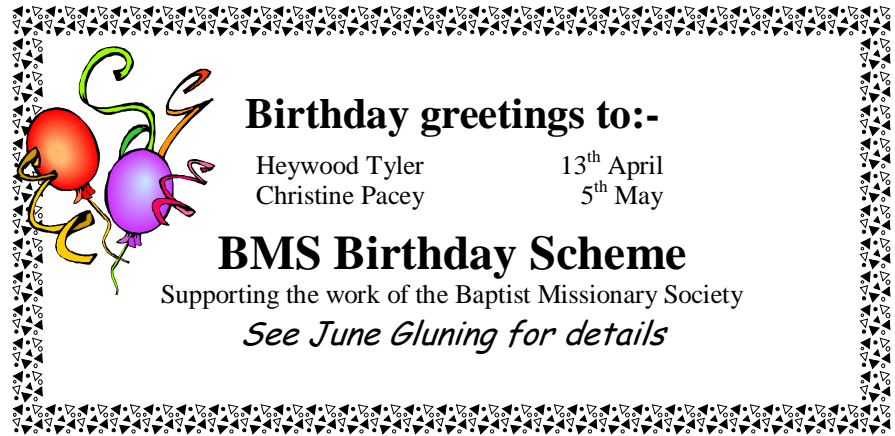 Birthday greetings to:-
Heywood Tyler 13th April
Christine Pacey 5th May
BMS Birthday Scheme
Supporting the work of the Baptist Missionary Society
See June Gluning for details